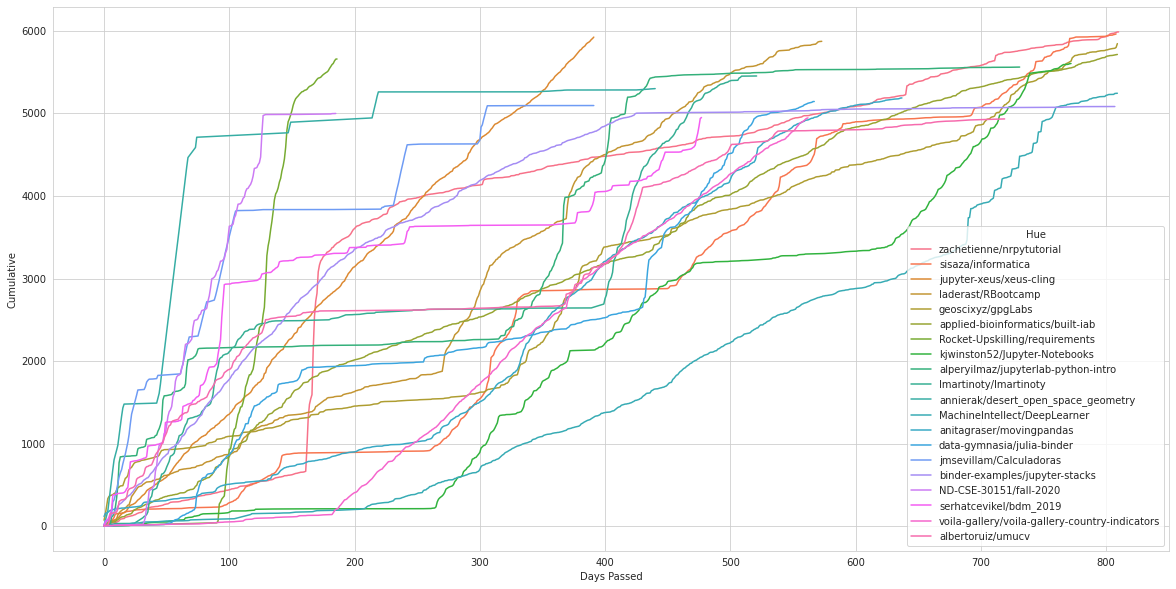 6000
5000
4000
3000
2000
1000
0
Cumulative
0 100 200 300 400 500 600 700 800
Days Passed
Hue
zachetienne/nrpytutorial
sisaza/informatica
jupyter-xeus/xeus-cling
laderast/RBootcamp
geoscixyz/gpgLabs
applied-bioinformatics/built-iab
Rocket-Upskilling/requirements
kjwinston52/Jupyter-Notebooks
alperyilmaz/jupyterlab-python-intro
lmartinoty/lmartinoty
annierak/desert_open_space_geometry
MachineIntellect/DeepLearner
anitagraser/movingpandas
data-gymnasia/julia-binder
jmsevillam/Calculadoras
binder-examples/jupyter-stacks
ND-CSE-30151/fall-2020
serhatcevikel/bdm_2019
voila-gallery/voila-gallery-country-indicators
albertoruiz/umucv